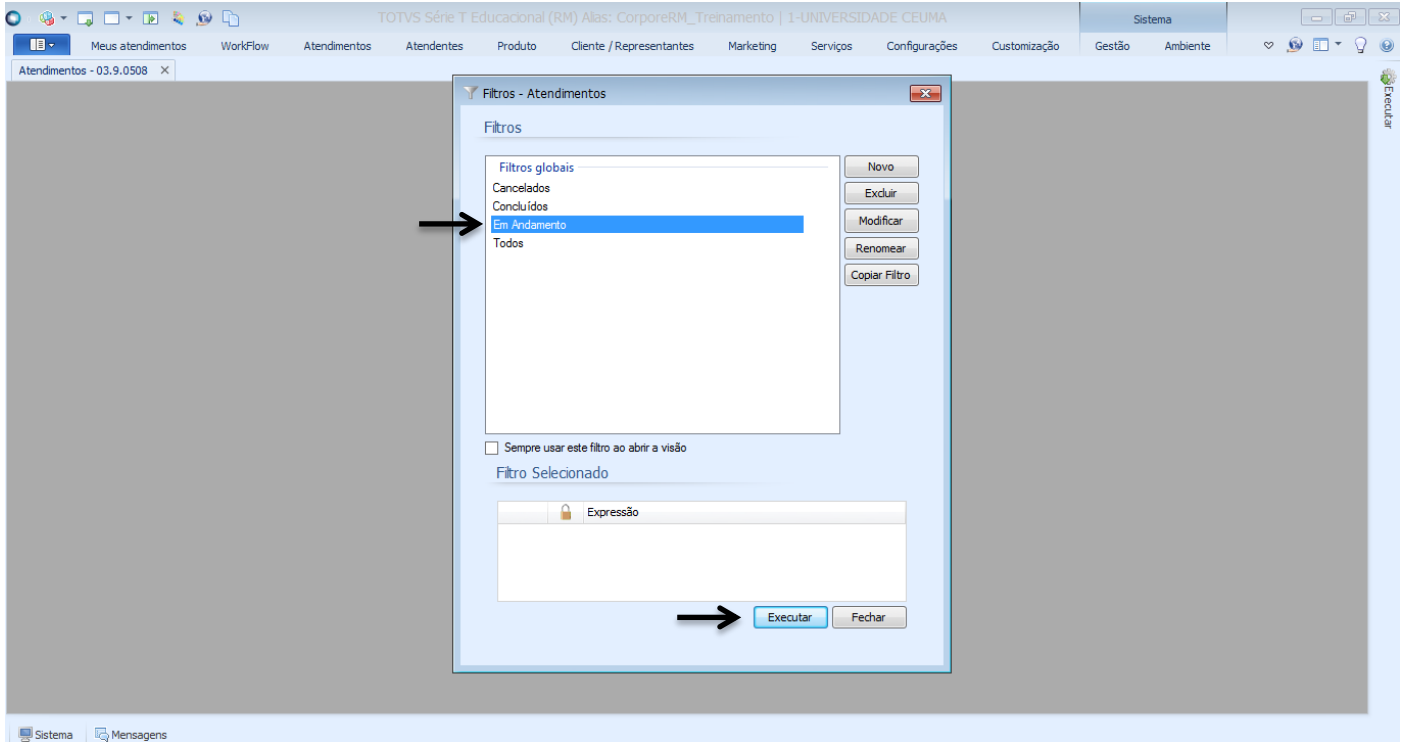 TOTVS Série T Educacional (RM) Alias: CorporeRM_Treinamento | 1-UNIVERSIDADE CEUMA
Sistema
Meus atendimentos WorkFlow Atendimentos Atendentes Produto Cliente / Representantes Marketing Serviços Configurações Customização Gestão Ambiente
Atendimentos - 03.9.0508
Executar
Filtros - Atendimentos
Filtros
Filtros globais
Cancelados
Concluídos
Em Andamento
Todos
Novo
Excluir
Modificar
Renomear
Copiar Filtro
Sempre usar este filtro ao abrir a visão
Filtro Selecionado
Expressão
Executar Fechar
Sistema Mensagens